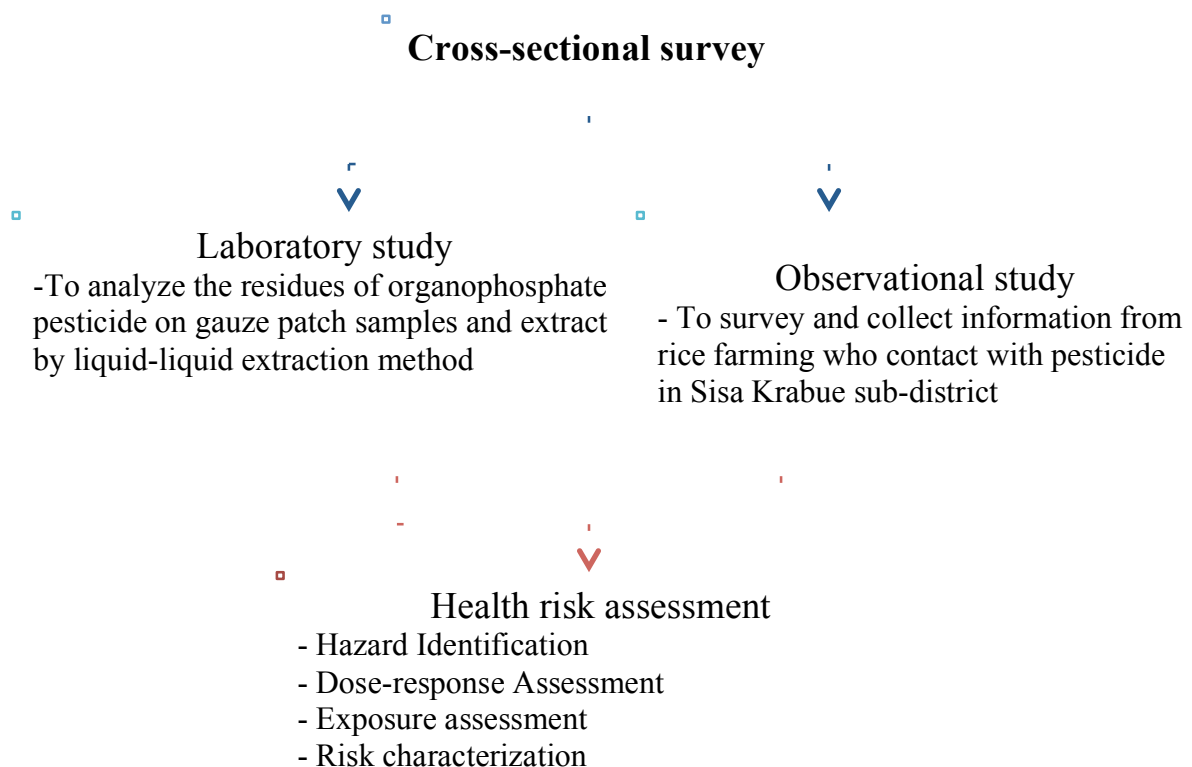 Cross-sectional survey
Laboratory study
-To analyze the residues of organophosphate
pesticide on gauze patch samples and extract
by liquid-liquid extraction method
Observational study
- To survey and collect information from
rice farming who contact with pesticide
in Sisa Krabue sub-district
Health risk assessment
- Hazard Identification
- Dose-response Assessment
- Exposure assessment
- Risk characterization